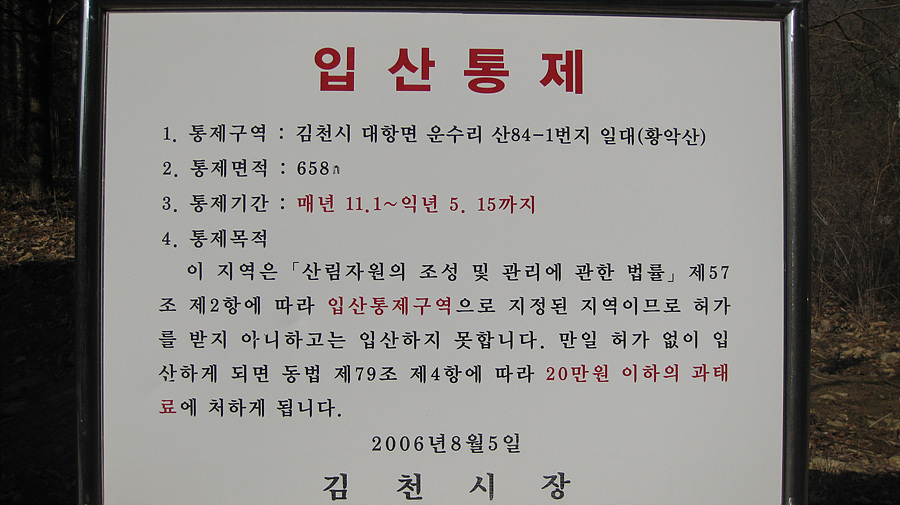 입산통제
1. 통제구역 : 김천시 대항면 운수리 산84-1번지 일대(황악산)
2. 통제면적 : 658㏊
3. 통제기간 : 매년 11.1~익년 5. 15까지
4. 통제목적
이 지역은 「산림자원의 조성 및 관리에 관한 법률」 제57
조 제2항에 따라 입산통제구역으로 지정된 지역이므로 허가
를 받지 아니하고는 입산하지 못합니다. 만일 허가 없이 입
산하게 되면 동법 제79조 제4항에 따라 20만원 이하의 과태
료에 처하게 됩니다.
2006년8월5일
김천시장